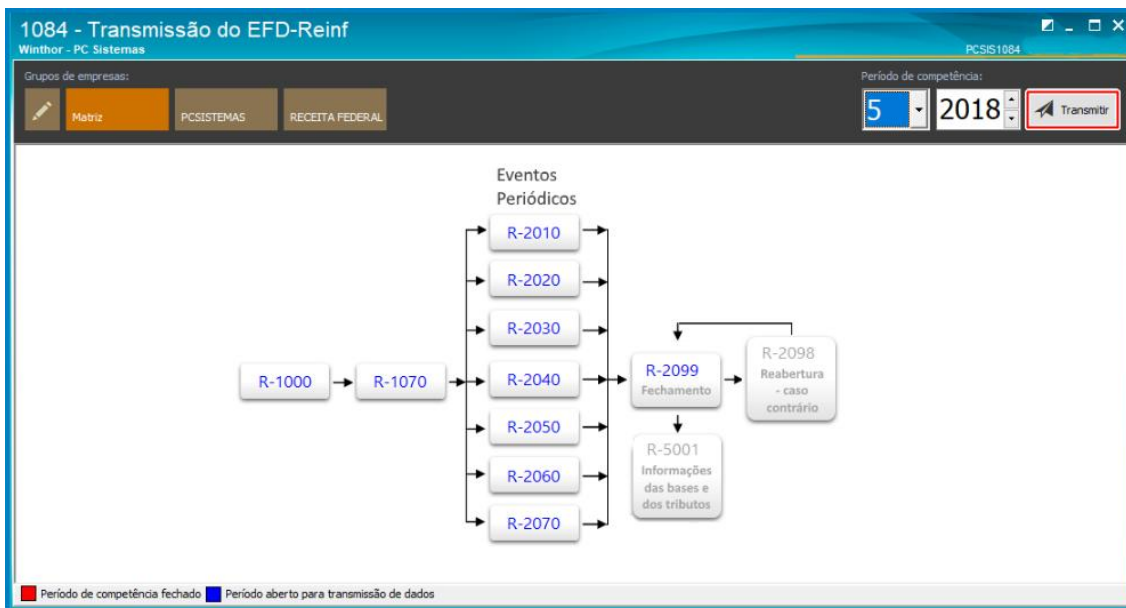 1084 - Transmissão do EFD-Reinf
Winthor - PC Sistemas
PCSIS1084
Grupos de empresas:
Período de competência:
Matriz
PCSISTEMAS
RECEITA FEDERAL
5
2018
Transmitir
Eventos
Periódicos
R-2010
R-2020
R-2030
R-1000
R-1070
R-2040
R-2050
R-2060
R-2070
R-2099
Fechamento
R-2098
Reabertura
- caso
contrário
R-5001
Informações
das bases e
dos tributos
Período de competência fechado
Período aberto para transmissão de dados